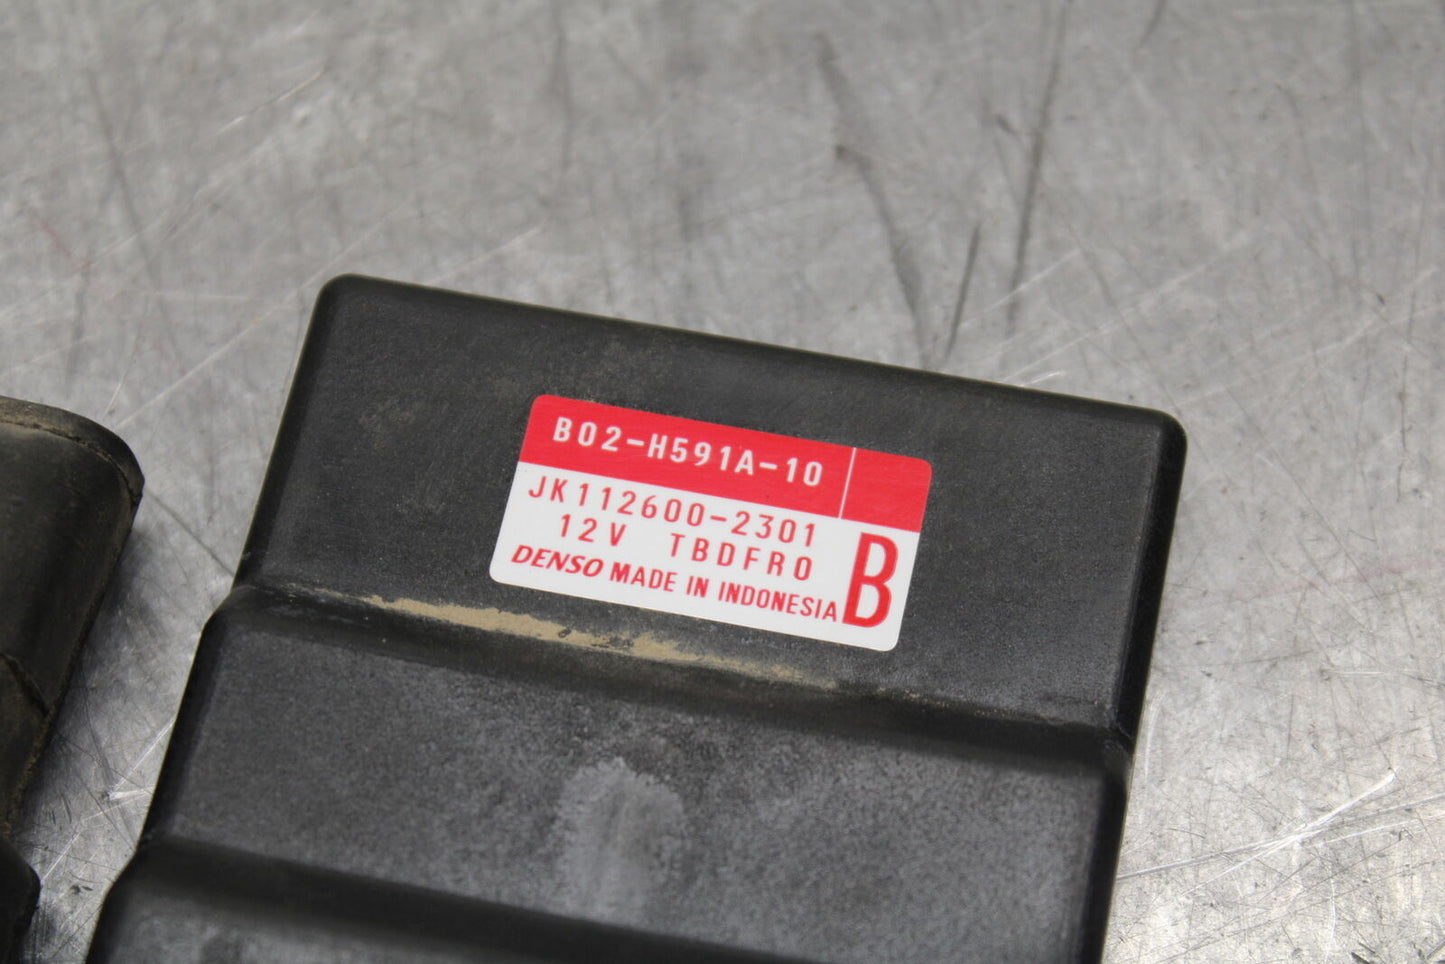 B02-H591A-10
JK112600-2301
12V TBDFR0
DENSO MADE IN INDONESIA
B